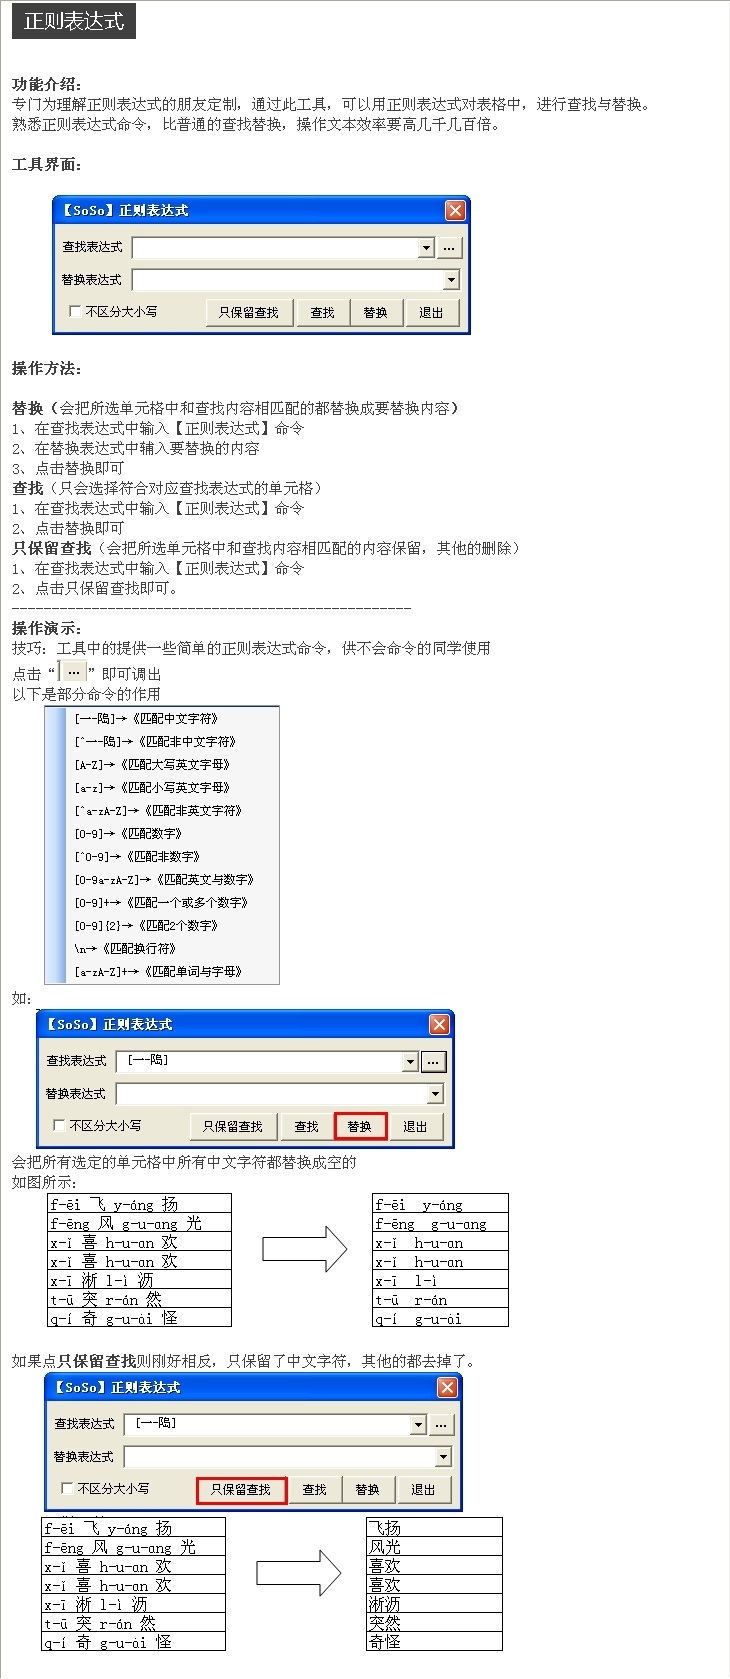 正则表达式
功能介绍：
专门为理解正则表达式的朋友定制，通过此工具，可以用正则表达式对表格中，进行查找与替换。
熟悉正则表达式命令，比普通的查找替换，操作文本效率要高几千几百倍。
工具界面：
【SoSo】正则表达式
查找表达式 ...
替换表达式
不区分大小写 只保留查找 查找 替换 退出
操作方法：
替换（会把所选单元格中和查找内容相匹配的都替换成要替换内容）
1、在查找表达式中输入【正则表达式】命令
2、在替换表达式中辅入要替换的内容
3、点击替换即可
查找（只会选择符合对应查找表达式的单元格）
1、在查找表达式中输入【正则表达式】命令
2、点击替换即可
只保留查找（会把所选单元格中和查找内容相匹配的内容保留，其他的删除）
1、在查找表达式中输入【正则表达式】命令
2、点击只保留查找即可。
--------------------------------------------------
操作演示：
技巧：工具中的提供一些简单的正则表达式命令，供不会命令的同学使用
点击“...”即可调出
以下是部分命令的作用
[一-隝]→《匹配中文字符》
[^一-隝]→《匹配非中文字符》
[A-Z]→《匹配大写英文字母》
[a-z]→《匹配小写英文字母》
[^a-zA-Z]→《匹配非英文字符》
[0-9]→《匹配数字》
[^0-9]→《匹配非数字》
[0-9a-zA-Z]→《匹配英文与数字》
[0-9]+→《匹配一个或多个数字》
[0-9]{2}→《匹配2个数字》
\n→《匹配换行符》
[a-zA-Z]+→《匹配单词与字母》
如：
【SoSo】正则表达式
查找表达式 [一-隝] ...
替换表达式
不区分大小写 只保留查找 查找 替换 退出
会把所有选定的单元格中所有中文字符都替换成空的
如图所示：
f-ēi 飞 y-áng 扬
f-ēng 风 g-u-ang 光
x-ǐ 喜 h-u-an 欢
x-ǐ 喜 h-u-an 欢
x-ī 淅 l-ì 沥
t-ū 突 r-án 然
q-í 奇 g-u-ài 怪
f-ēi  y-áng
f-ēng  g-u-ang
x-ǐ  h-u-an
x-ǐ  h-u-an
x-ī  l-ì
t-ū  r-án
q-í  g-u-ài
如果点只保留查找则刚好相反，只保留了中文字符，其他的都去掉了。
【SoSo】正则表达式
查找表达式 [一-隝] ...
替换表达式
不区分大小写 只保留查找 查找 替换 退出
f-ēi 飞 y-áng 扬
f-ēng 风 g-u-ang 光
x-ǐ 喜 h-u-an 欢
x-ǐ 喜 h-u-an 欢
x-ī 淅 l-ì 沥
t-ū 突 r-án 然
q-í 奇 g-u-ài 怪
飞扬
风光
喜欢
喜欢
淅沥
突然
奇怪